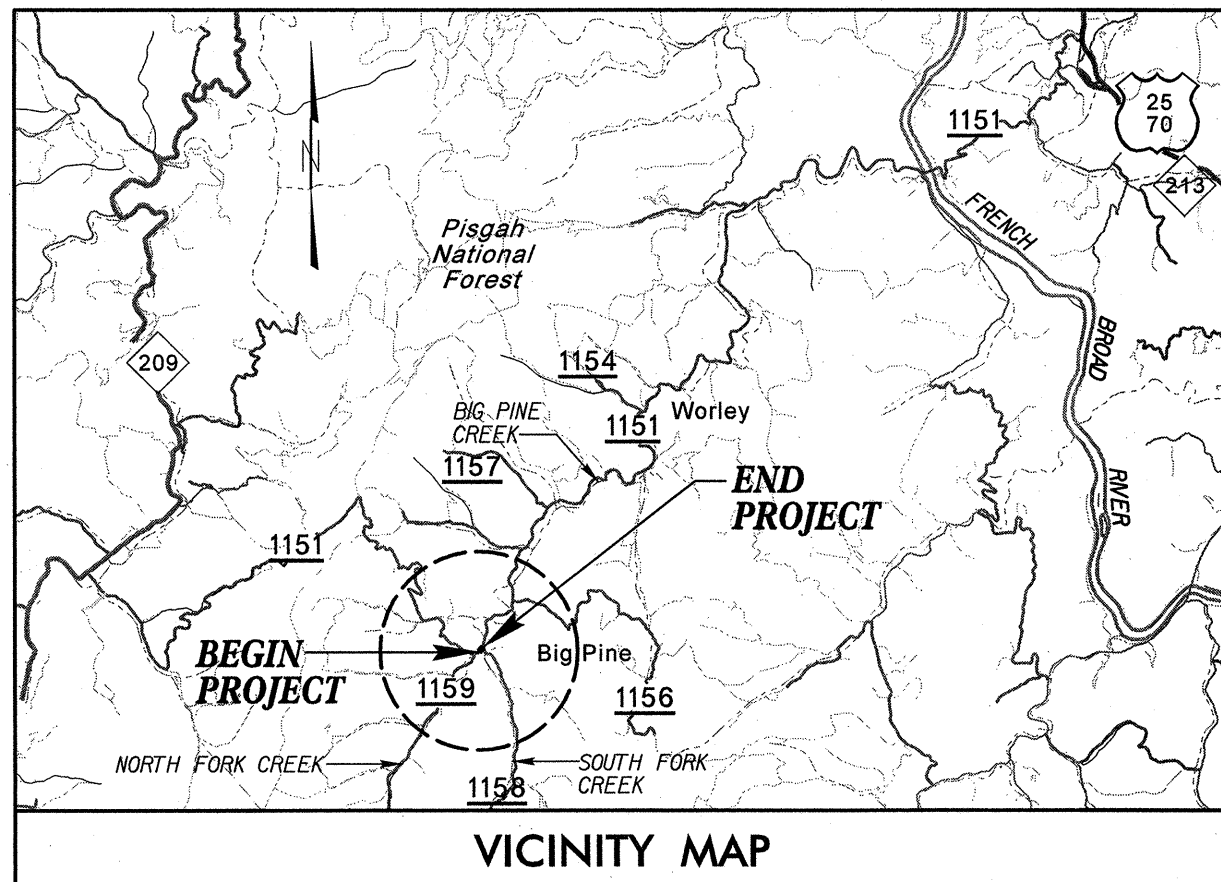 25
70
1151
213
N
FRENCH
Pisgah
National
Forest
BROAD
209
1154
BIG PINE
CREEK
Worley
1151
1157
END
PROJECT
RIVER
1151
BEGIN
PROJECT
Big Pine
1159
1156
NORTH FORK CREEK
SOUTH FORK
CREEK
1158
VICINITY MAP